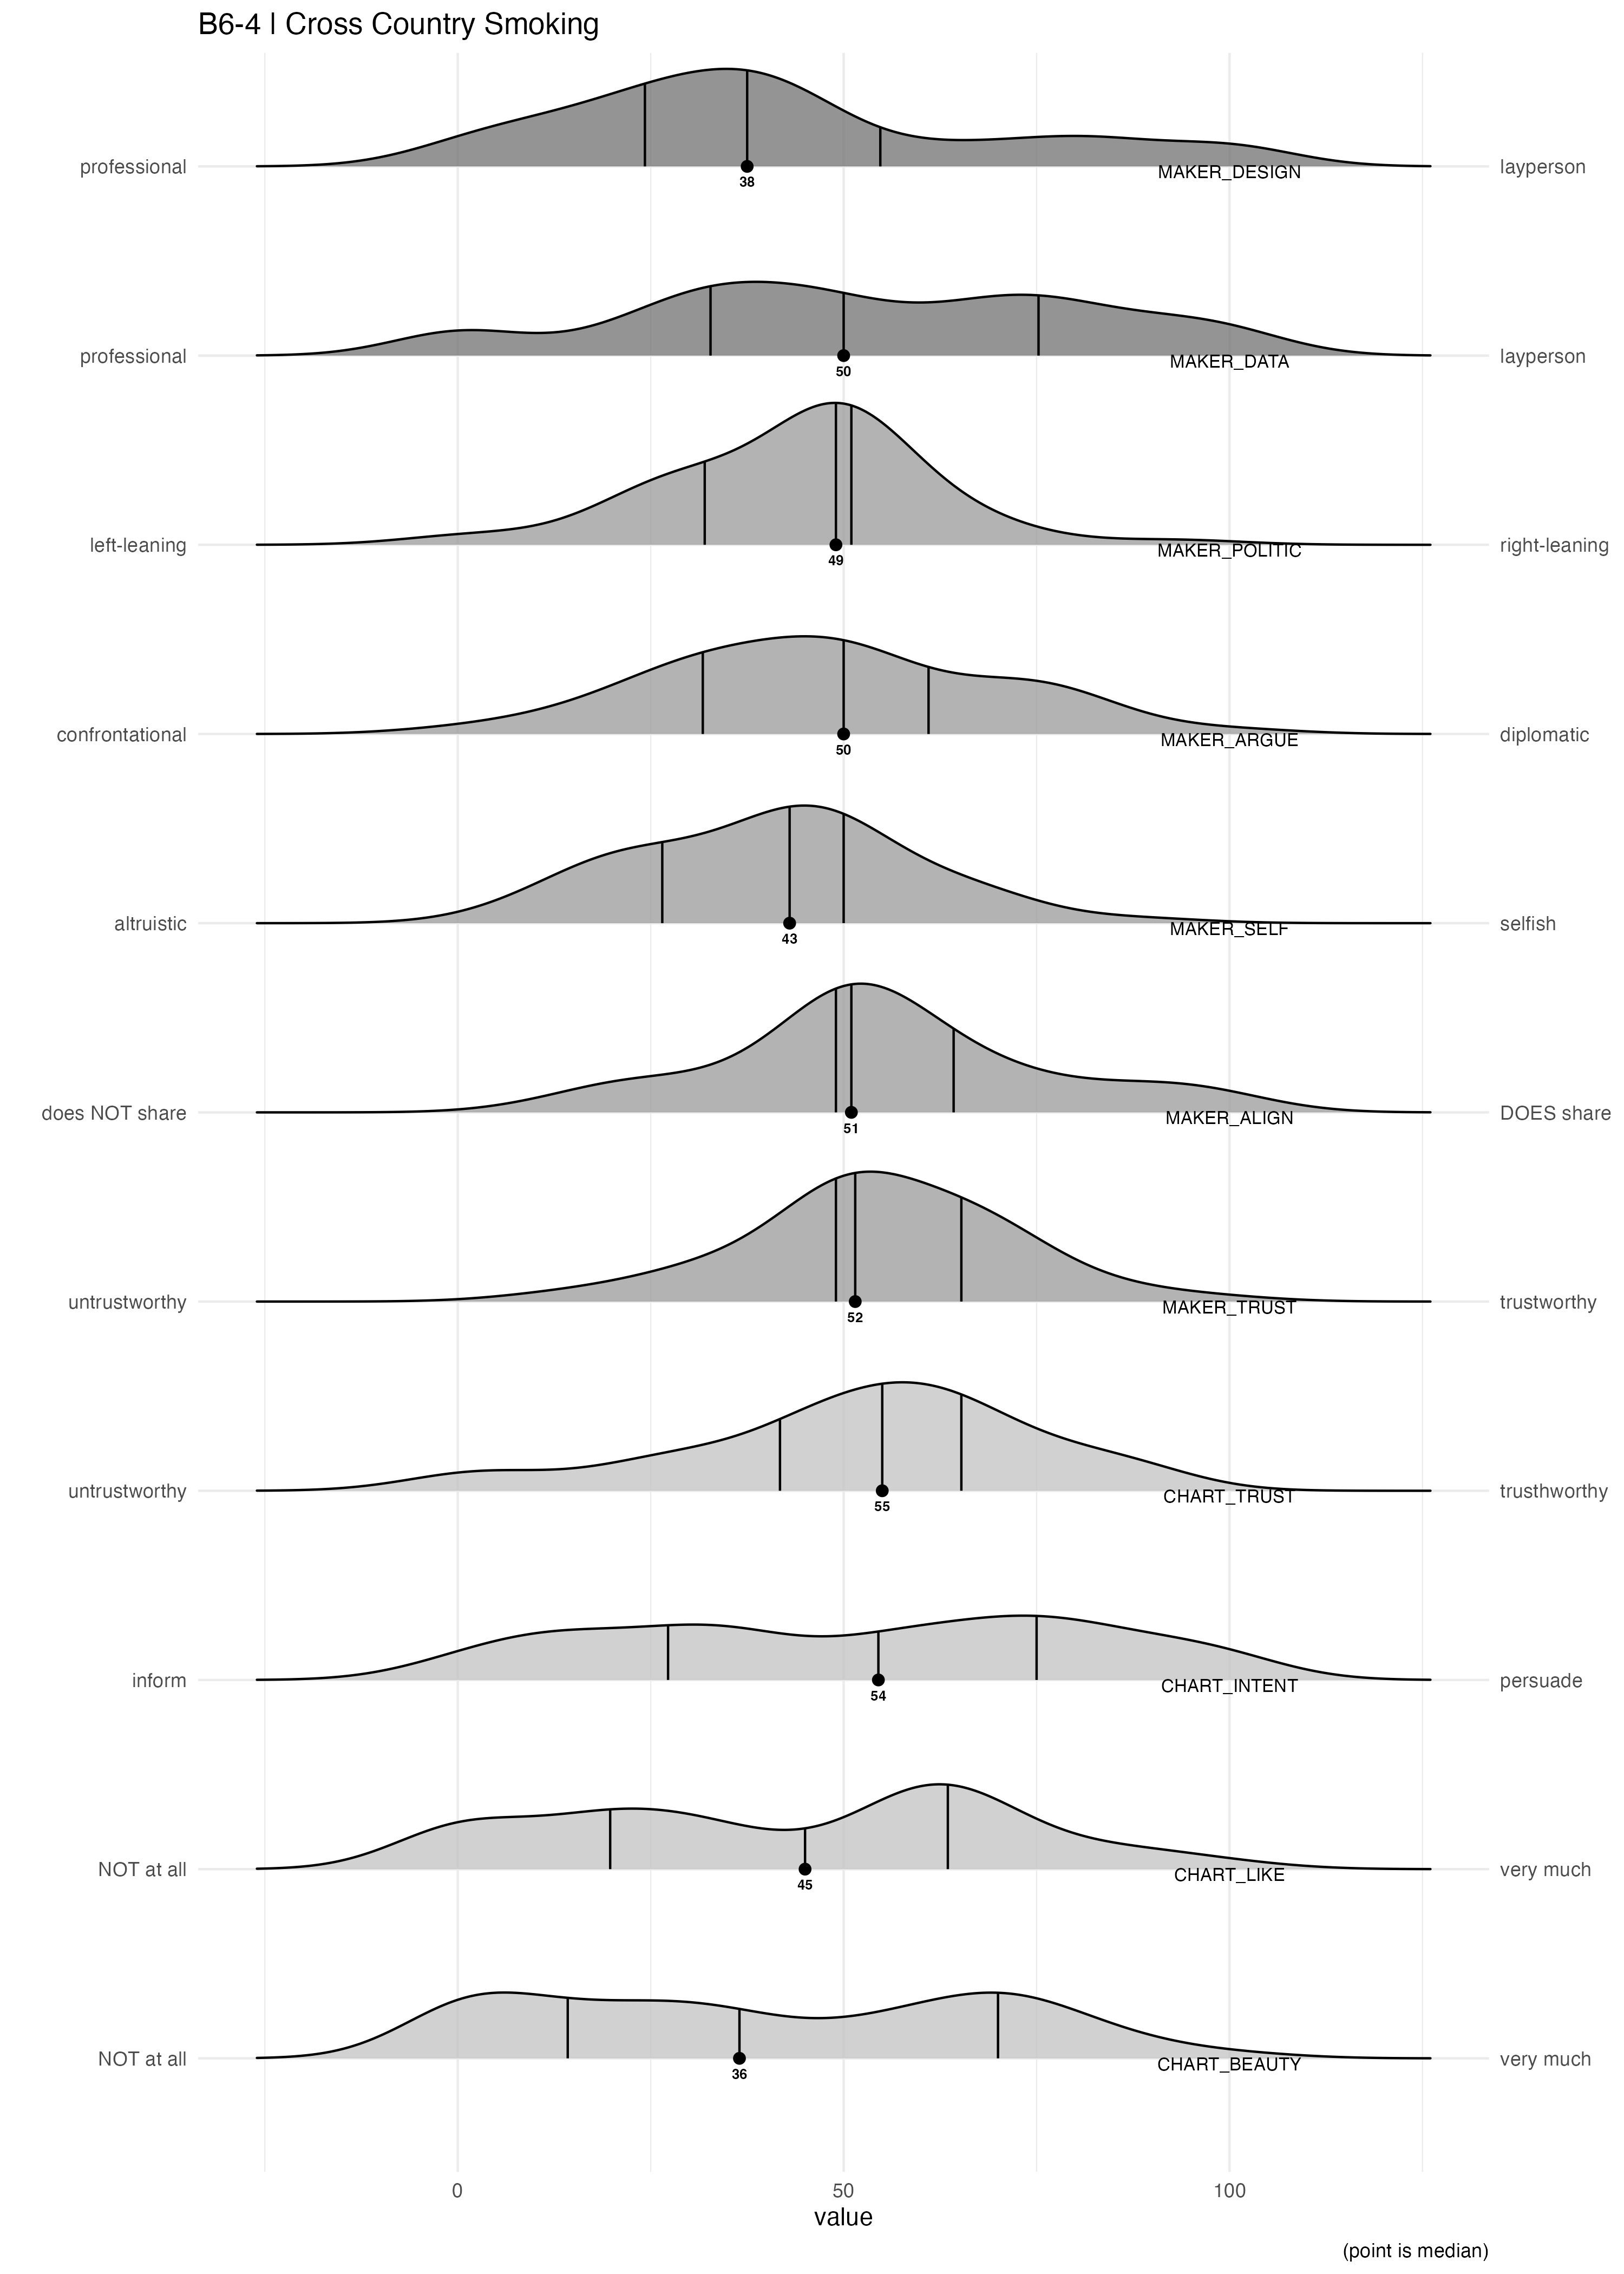 B6-4 | Cross Country Smoking
professional
MAKER_DESIGN
layperson
38
professional
MAKER_DATA
layperson
50
left-leaning
MAKER_POLITIC
right-leaning
49
confrontational
MAKER_ARGUE
diplomatic
50
altruistic
MAKER_SELF
selfish
43
does NOT share
MAKER_ALIGN
DOES share
51
untrustworthy
MAKER_TRUST
trustworthy
52
untrustworthy
CHART_TRUST
trusthworthy
55
inform
CHART_INTENT
persuade
54
NOT at all
CHART_LIKE
very much
45
NOT at all
CHART_BEAUTY
very much
36
0
50
100
value
(point is median)